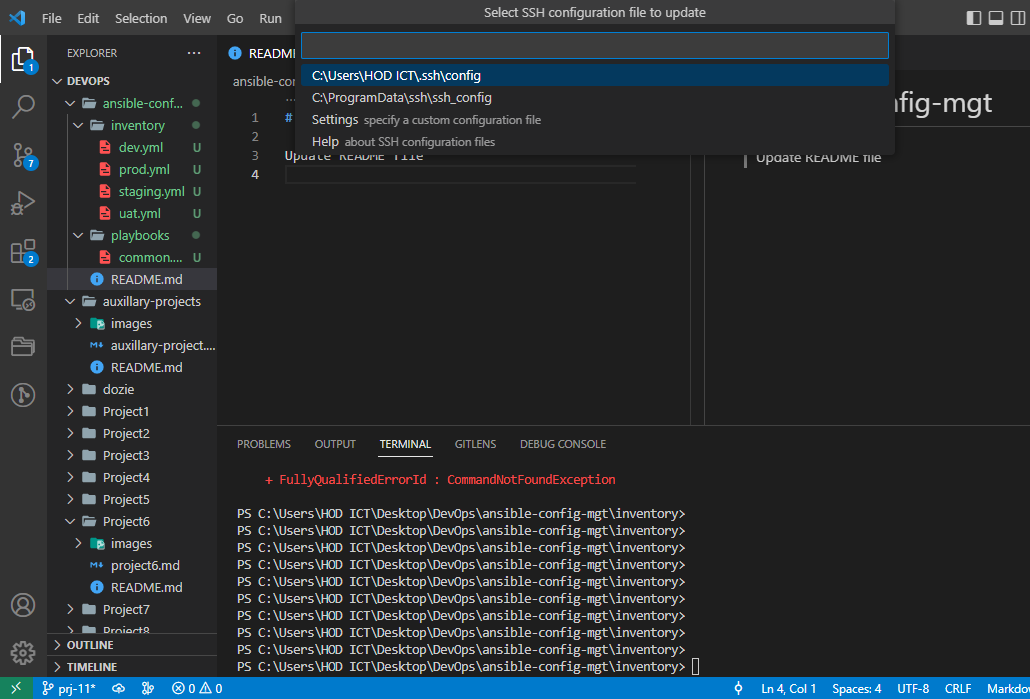 File Edit Selection View Go Run
Select SSH configuration file to update
C:\Users\HOD ICT\.ssh\config
C:\ProgramData\ssh\ssh_config
Settings specify a custom configuration file
Help about SSH configuration files
EXPLORER ...
DEVOPS
ansible-conf...
inventory
dev.yml U
prod.yml U
staging.yml U
uat.yml U
playbooks
common.... U
README.md
auxillary-projects
images
auxillary-project....
README.md
dozie
Project1
Project2
Project3
Project4
Project5
Project6
images
project6.md
README.md
Project7
Project8
OUTLINE
TIMELINE
1
7
2
README
ansible-con
...
1 #
2
3 Update README file
4
fig-mgt
Update README file
PROBLEMS OUTPUT TERMINAL GITLENS DEBUG CONSOLE
+ FullyQualifiedErrorId : CommandNotFoundException
PS C:\Users\HOD ICT\Desktop\DevOps\ansible-config-mgt\inventory>
PS C:\Users\HOD ICT\Desktop\DevOps\ansible-config-mgt\inventory>
PS C:\Users\HOD ICT\Desktop\DevOps\ansible-config-mgt\inventory>
PS C:\Users\HOD ICT\Desktop\DevOps\ansible-config-mgt\inventory>
PS C:\Users\HOD ICT\Desktop\DevOps\ansible-config-mgt\inventory>
PS C:\Users\HOD ICT\Desktop\DevOps\ansible-config-mgt\inventory>
PS C:\Users\HOD ICT\Desktop\DevOps\ansible-config-mgt\inventory>
PS C:\Users\HOD ICT\Desktop\DevOps\ansible-config-mgt\inventory>
PS C:\Users\HOD ICT\Desktop\DevOps\ansible-config-mgt\inventory>
PS C:\Users\HOD ICT\Desktop\DevOps\ansible-config-mgt\inventory>
prj-11* 0 0 Ln 4, Col 1 Spaces: 4 UTF-8 CRLF Markdo